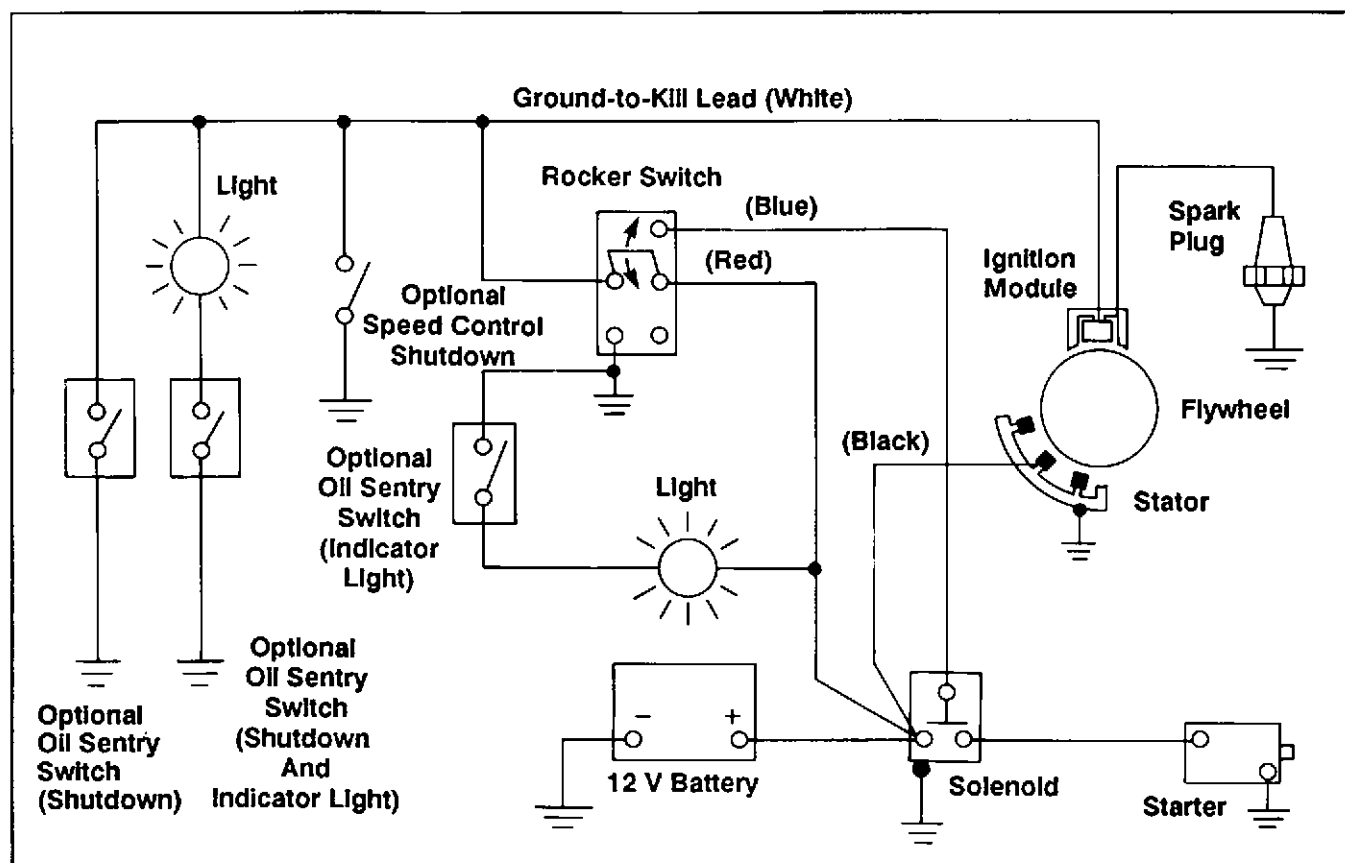 Ground-to-Kill Lead (White)
Light
Rocker Switch
(Blue)
(Red)
Spark
Plug
Ignition
Module
Optional
Speed Control
Shutdown
Flywheel
(Black)
Optional
Oil Sentry
Switch
(Indicator
Light)
Light
Stator
Optional
Oil Sentry
Switch
(Shutdown)
Optional
Oil Sentry
Switch
(Shutdown
And
Indicator Light)
− +
12 V Battery
Solenoid
Starter